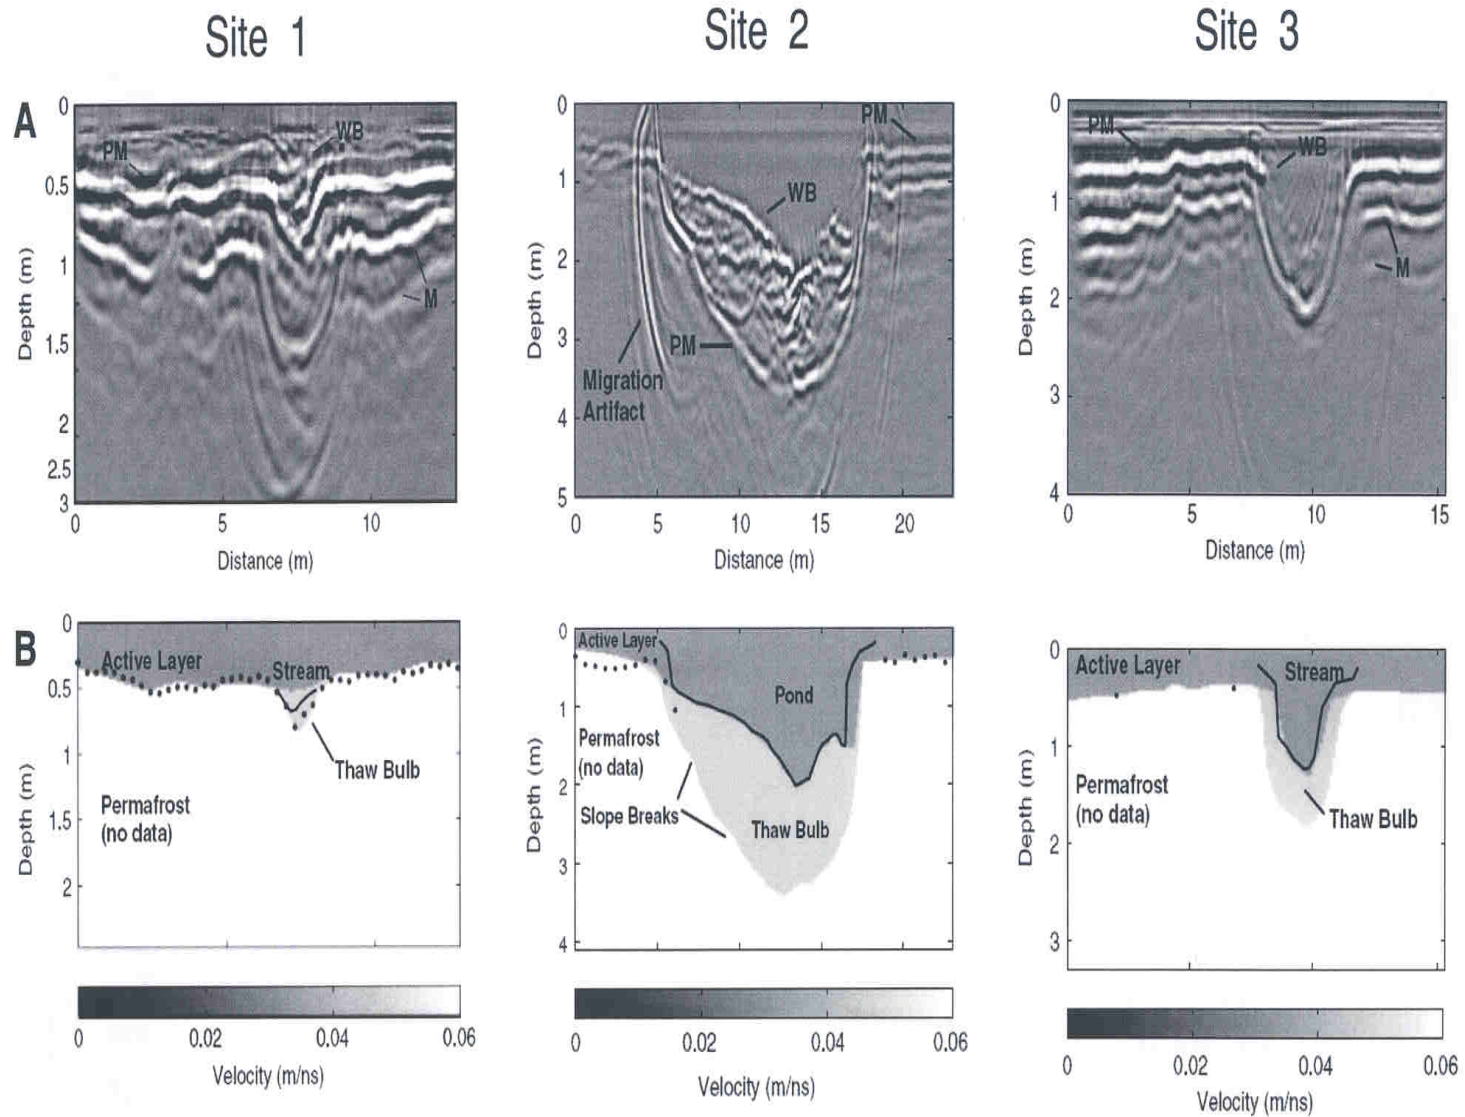 Site 1
Site 2
Site 3
A
0
0.5
1
1.5
2
2.5
3
Depth (m)
PM
WB
M
0
5
10
Distance (m)
0
1
2
3
4
5
Depth (m)
PM
WB
PM
Migration
Artifact
0
5
10
15
20
Distance (m)
0
1
2
3
4
Depth (m)
PM
WB
M
0
5
10
15
Distance (m)
B
0
0.5
1
1.5
2
Depth (m)
Active Layer
Stream
Thaw Bulb
Permafrost
(no data)
0
0.02
0.04
0.06
Velocity (m/ns)
0
1
2
3
4
Depth (m)
Active Layer
Pond
Permafrost
(no data)
Slope Breaks
Thaw Bulb
0
0.02
0.04
0.06
Velocity (m/ns)
0
1
2
3
Depth (m)
Active Layer
Stream
Permafrost
(no data)
Thaw Bulb
0
0.02
0.04
0.06
Velocity (m/ns)